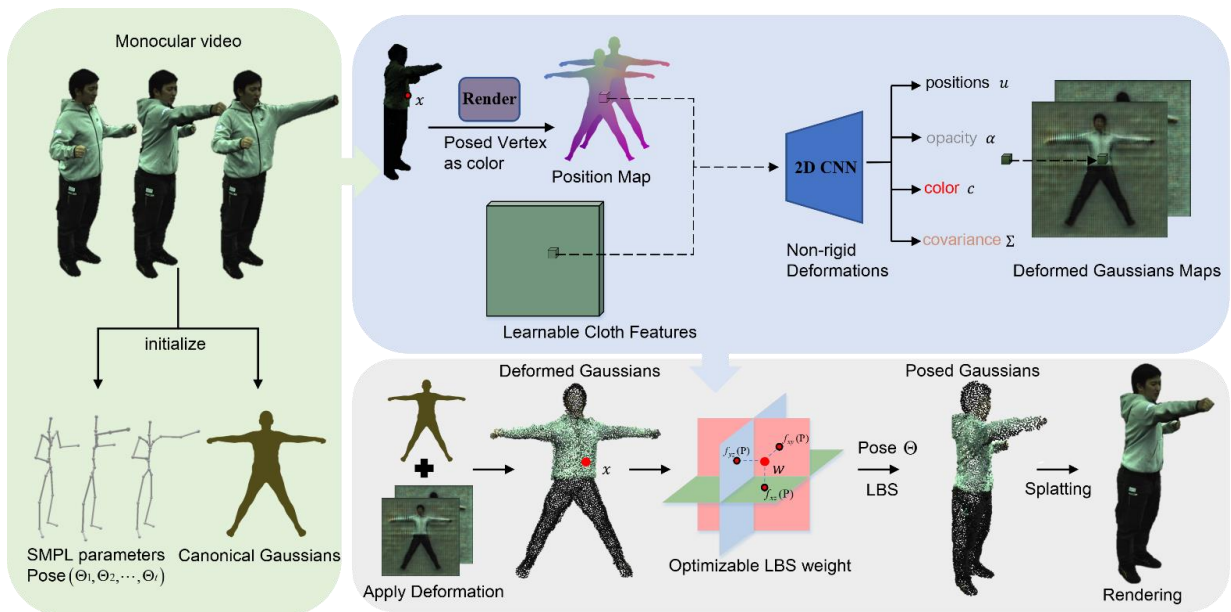 Monocular video
initialize
SMPL parameters
Pose (Θ₁,Θ₂,⋯,Θₜ)
Canonical Gaussians
x
Render
Posed Vertex
as color
Position Map
Learnable Cloth Features
2D CNN
Non-rigid
Deformations
positions u
opacity α
color c
covariance Σ
Deformed Gaussians Maps
Apply Deformation
Deformed Gaussians
x
f_yz(P)
f_xy(P)
w
f_xz(P)
Optimizable LBS weight
Pose Θ
LBS
Posed Gaussians
Splatting
Rendering